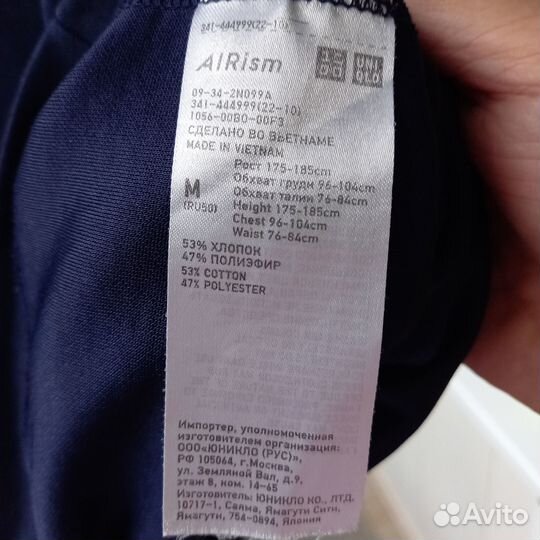 341-444999(22-10)
AIRism
UNI
QLO
09-34-2N099A
341-444999(22-10)
1056-00B0-00F3
СДЕЛАНО ВО ВЬЕТНАМЕ
MADE IN VIETNAM
M
(RU50)
Рост 175-185cm
Обхват груди 96-104cm
Обхват талии 76-84cm
Height 175-185cm
Chest 96-104cm
Waist 76-84cm
53% ХЛОПОК
47% ПОЛИЭФИР
53% COTTON
47% POLYESTER
Импортер, уполномоченная
изготовителем организация:
ООО«ЮНИКЛО (РУС)»,
РФ 105064, г.Москва,
ул. Земляной Вал, д.9,
этаж 8, ком. 14-65
Изготовитель: ЮНИКЛО КО., ЛТД.
10717-1, Саяма, Ямагути Сити,
Ямагути, 754-0894, Япония
Avito